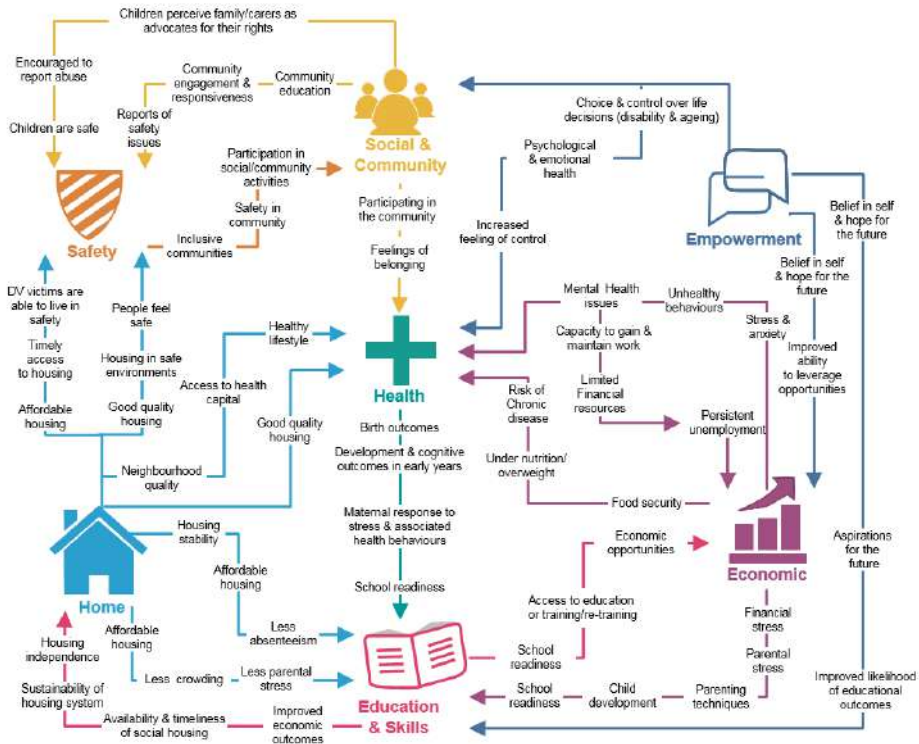 Children perceive family/carers as
advocates for their rights
Encouraged to
report abuse
Children are safe
Community
engagement &
responsiveness
Community
education
Reports of
safety
issues
Social &
Community
Choice & control over life
decisions (disability & ageing)
Psychological
& emotional
health
Participation in
social/community
activities
Safety in
community
Inclusive
communities
Safety
Participating in
the community
Feelings of
belonging
Increased
feeling of control
Empowerment
Belief in self
& hope for
the future
Belief in self
& hope for the
future
DV victims are
able to live in
safety
Timely
access
to housing
Affordable
housing
People feel
safe
Housing in safe
environments
Good quality
housing
Healthy
lifestyle
Access to health
capital
Neighbourhood
quality
Good quality
housing
Health
Mental Health
issues
Unhealthy
behaviours
Stress &
anxiety
Capacity to gain &
maintain work
Limited
Financial
resources
Persistent
unemployment
Improved
ability
to leverage
opportunities
Risk of
Chronic
disease
Under nutrition/
overweight
Food security
Birth outcomes
Development & cognitive
outcomes in early years
Maternal response to
stress & associated
health behaviours
School readiness
Home
Housing
stability
Affordable
housing
Less
absenteeism
Affordable
housing
Less crowding
Less parental
stress
Housing
independence
Sustainability of
housing system
Availability & timeliness
of social housing
Improved
economic
outcomes
Education
& Skills
School
readiness
Access to education
or training/re-training
Economic
opportunities
Economic
Financial
stress
Parental
stress
Parenting
techniques
Child
development
School
readiness
Aspirations
for the
future
Improved likelihood
of educational
outcomes